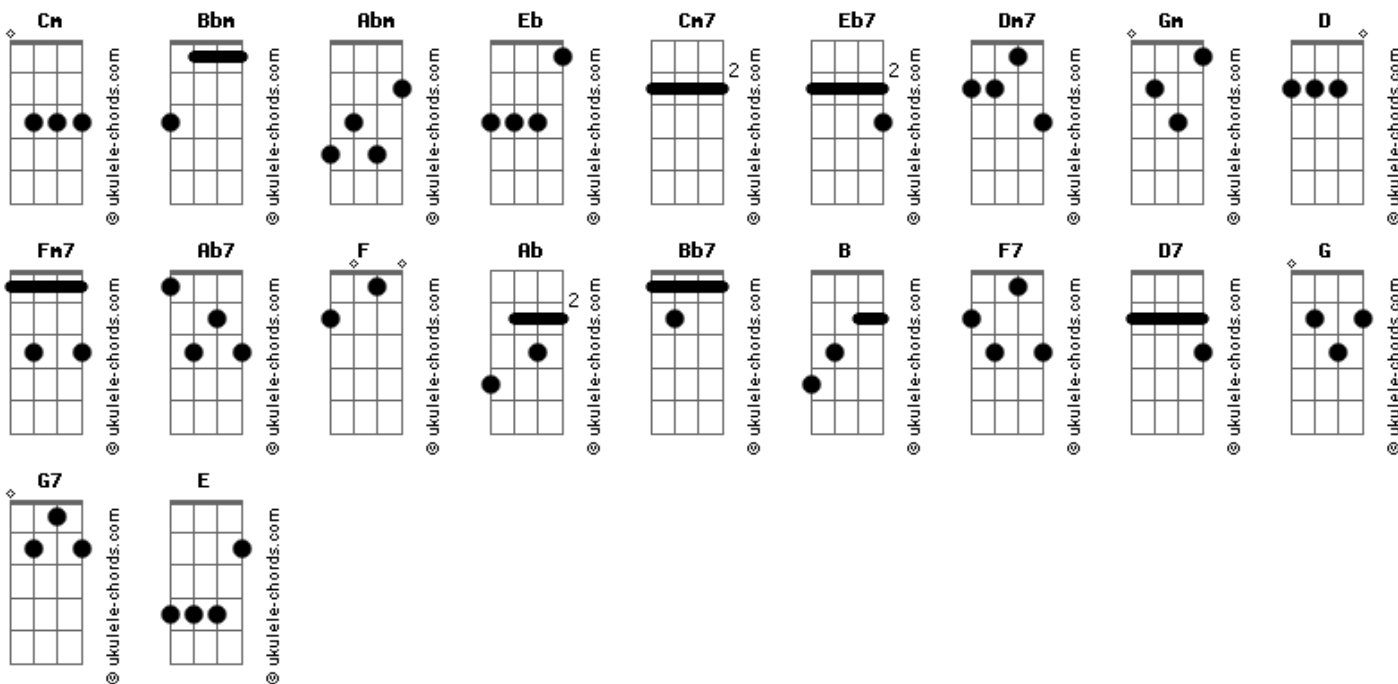 Cm Bbm Abm Eb Cm7 Eb7 Dm7 Gm D
2 2
© ukulele-chords.com © ukulele-chords.com © ukulele-chords.com © ukulele-chords.com © ukulele-chords.com © ukulele-chords.com © ukulele-chords.com © ukulele-chords.com © ukulele-chords.com
Fm7 Ab7 F Ab Bb7 B F7 D7 G
2
© ukulele-chords.com © ukulele-chords.com © ukulele-chords.com © ukulele-chords.com © ukulele-chords.com © ukulele-chords.com © ukulele-chords.com © ukulele-chords.com © ukulele-chords.com
G7 E
© ukulele-chords.com © ukulele-chords.com